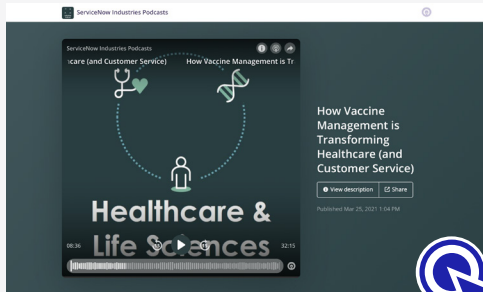 ServiceNow Industries Podcasts
ServiceNow Industries Podcasts
care (and Customer Service) How Vaccine Management is Tr
Healthcare &
Life Sciences
08:36
32:15
How Vaccine
Management is
Transforming
Healthcare (and
Customer Service)
View description Share
Published Mar 25, 2021 1:04 PM